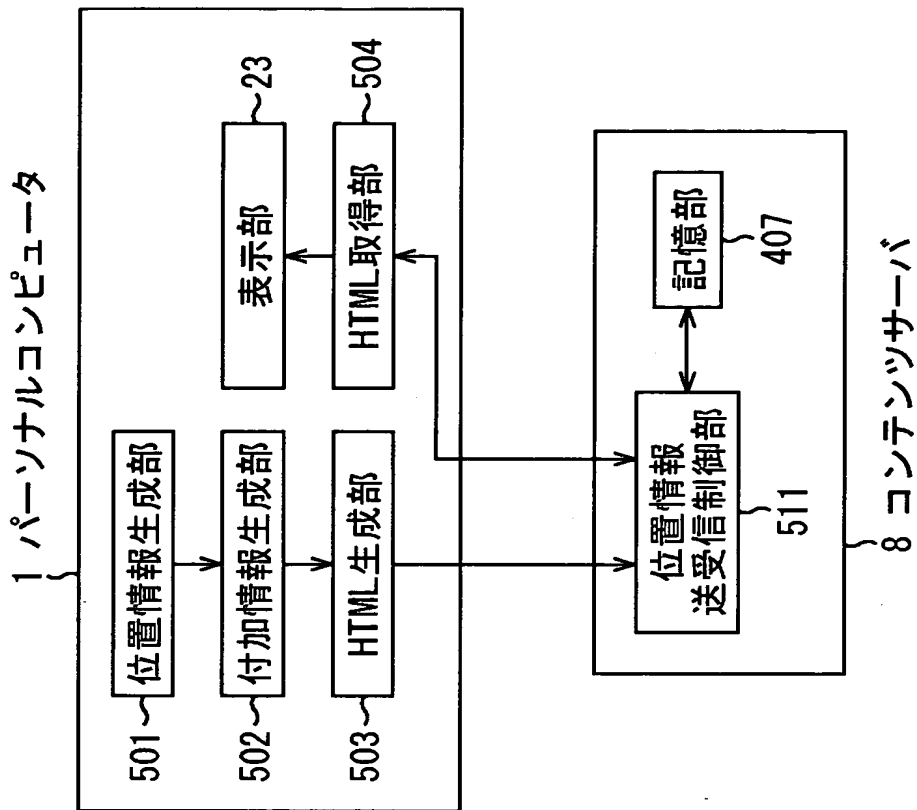 1 パーソナルコンピュータ
501
位置情報生成部
502
付加情報生成部
503
HTML生成部
表示部
23
HTML取得部
504
位置情報
送受信制御部
511
記憶部
407
8 コンテンツサーバ